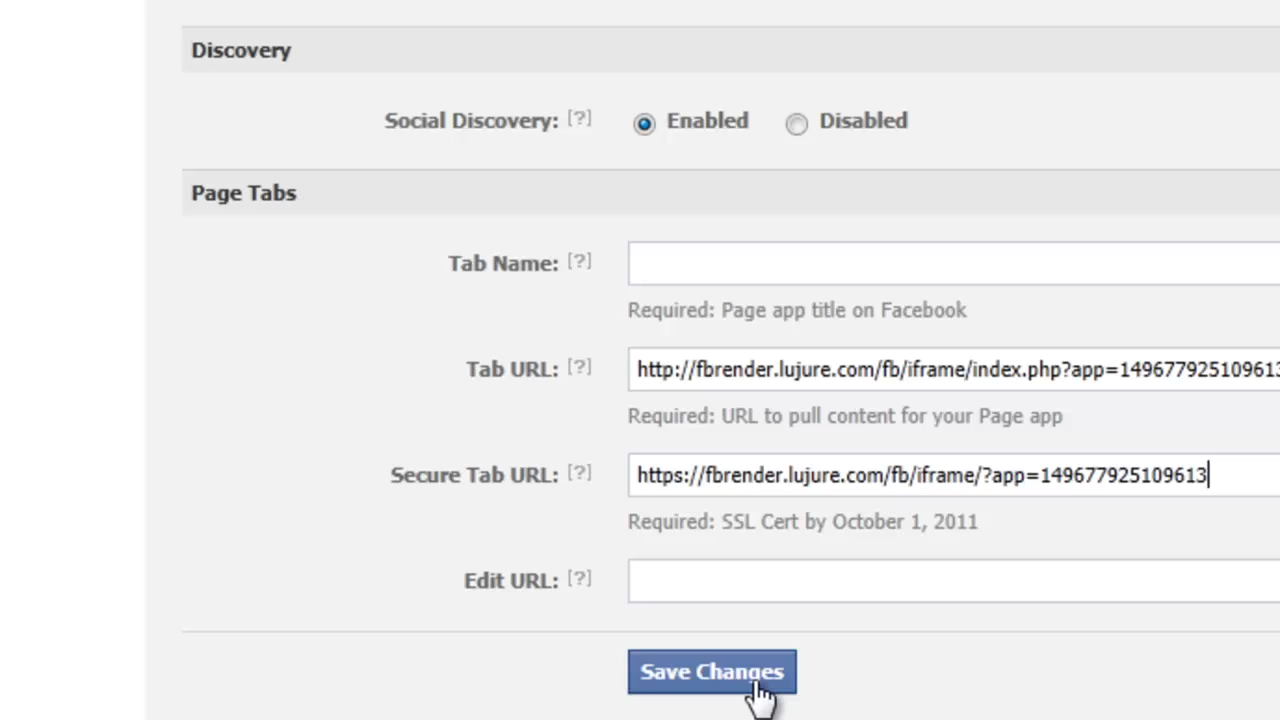 Discovery
Social Discovery: [?] Enabled Disabled
Page Tabs
Tab Name: [?]
Required: Page app title on Facebook
Tab URL: [?] http://fbrender.lujure.com/fb/iframe/index.php?app=149677925109613
Required: URL to pull content for your Page app
Secure Tab URL: [?] https://fbrender.lujure.com/fb/iframe/?app=149677925109613
Required: SSL Cert by October 1, 2011
Edit URL: [?]
Save Changes